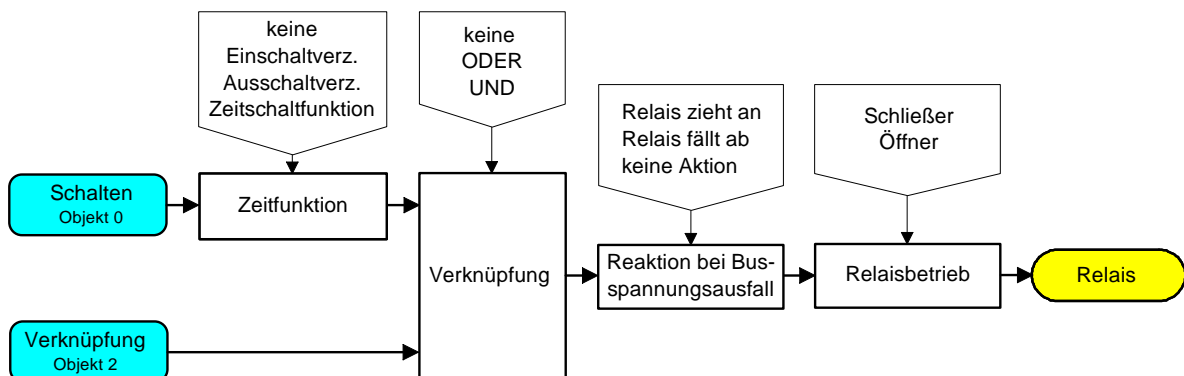 keine
Einschaltverz.
Ausschaltverz.
Zeitschaltfunktion
keine
ODER
UND
Relais zieht an
Relais fällt ab
keine Aktion
Schließer
Öffner
Schalten
Objekt 0
Zeitfunktion
Verknüpfung
Reaktion bei Bus-
spannungsausfall
Relaisbetrieb
Relais
Verknüpfung
Objekt 2